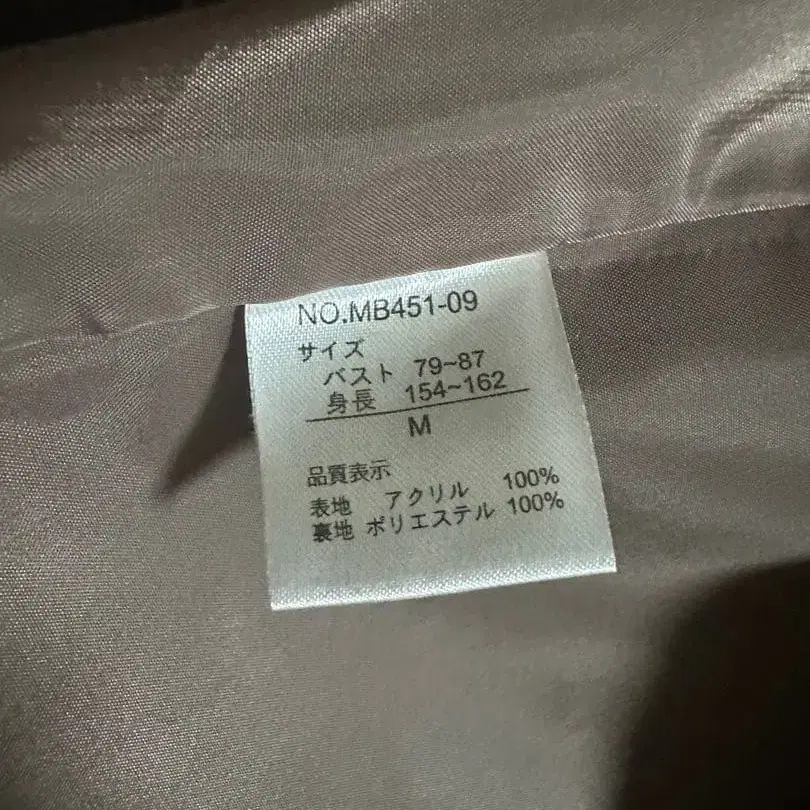 NO.MB451-09
サイズ
バスト 79~87
身長 154~162
M
品質表示
表地 アクリル 100%
裏地 ポリエステル 100%